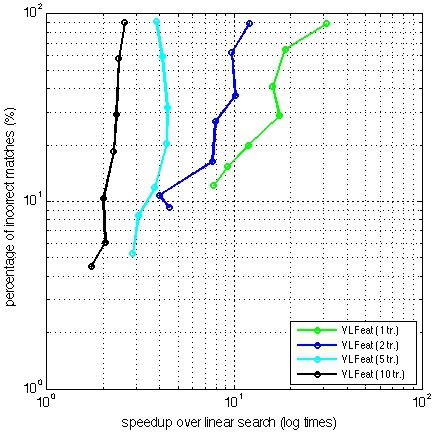 10²
10¹
10⁰
percentage of incorrect matches (%)
VLFeat (1 tr.)
VLFeat (2 tr.)
VLFeat (5 tr.)
VLFeat (10 tr.)
10⁰
10¹
10²
speedup over linear search (log times)